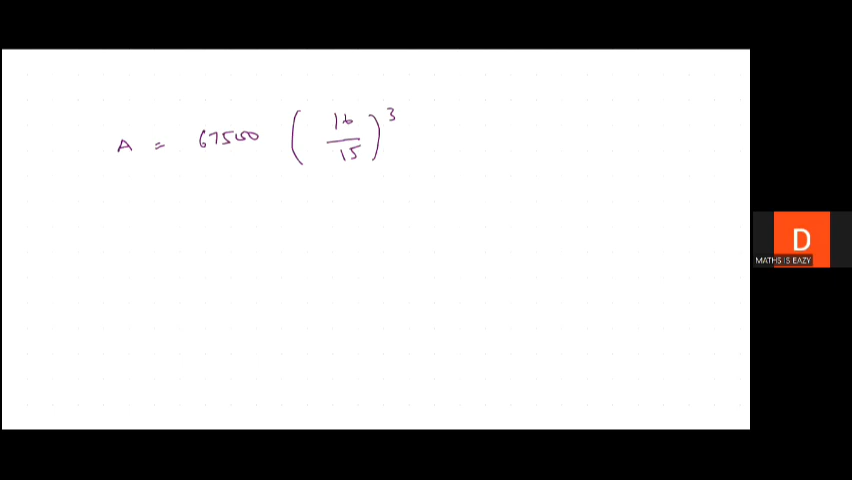 A = 67500 (16/15)^3
D
MATHS IS EAZY